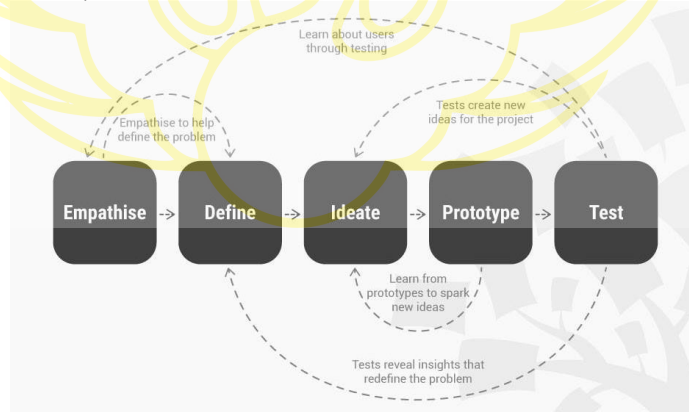 Learn about users
through testing
Tests create new
ideas for the project
Empathise to help
define the problem
Empathise
Define
Ideate
Prototype
Test
Learn from
prototypes to spark
new ideas
Tests reveal insights that
redefine the problem